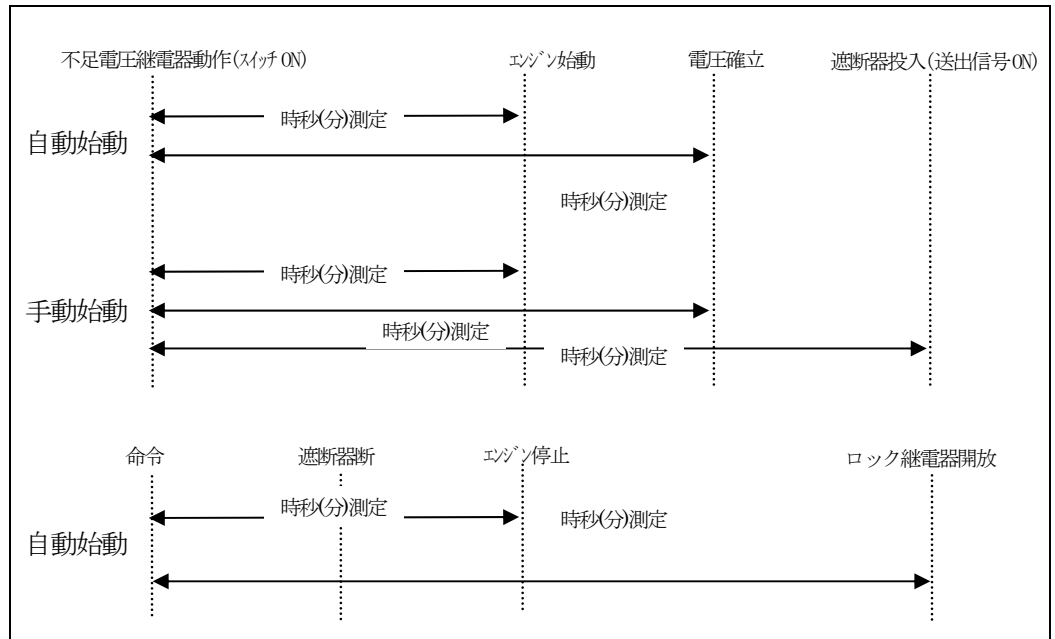 不足電圧継電器動作(スイッチON) エンジン始動 電圧確立 遮断器投入(送出信号ON)
時秒(分)測定
自動始動
時秒(分)測定
時秒(分)測定
手動始動
時秒(分)測定
時秒(分)測定
命令 遮断器断 エンジン停止 ロック継電器開放
時秒(分)測定 時秒(分)測定
自動始動